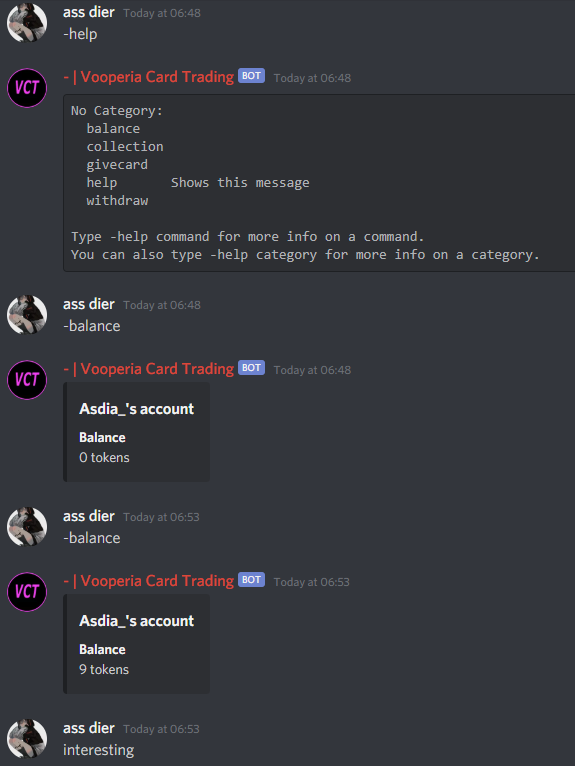 ass dier Today at 06:48
-help
VCT
- | Vooperia Card Trading BOT Today at 06:48
No Category:
  balance
  collection
  givecard
  help       Shows this message
  withdraw
Type -help command for more info on a command.
You can also type -help category for more info on a category.
ass dier Today at 06:48
-balance
VCT
- | Vooperia Card Trading BOT Today at 06:48
Asdia_'s account
Balance
0 tokens
ass dier Today at 06:53
-balance
VCT
- | Vooperia Card Trading BOT Today at 06:53
Asdia_'s account
Balance
9 tokens
ass dier Today at 06:53
interesting